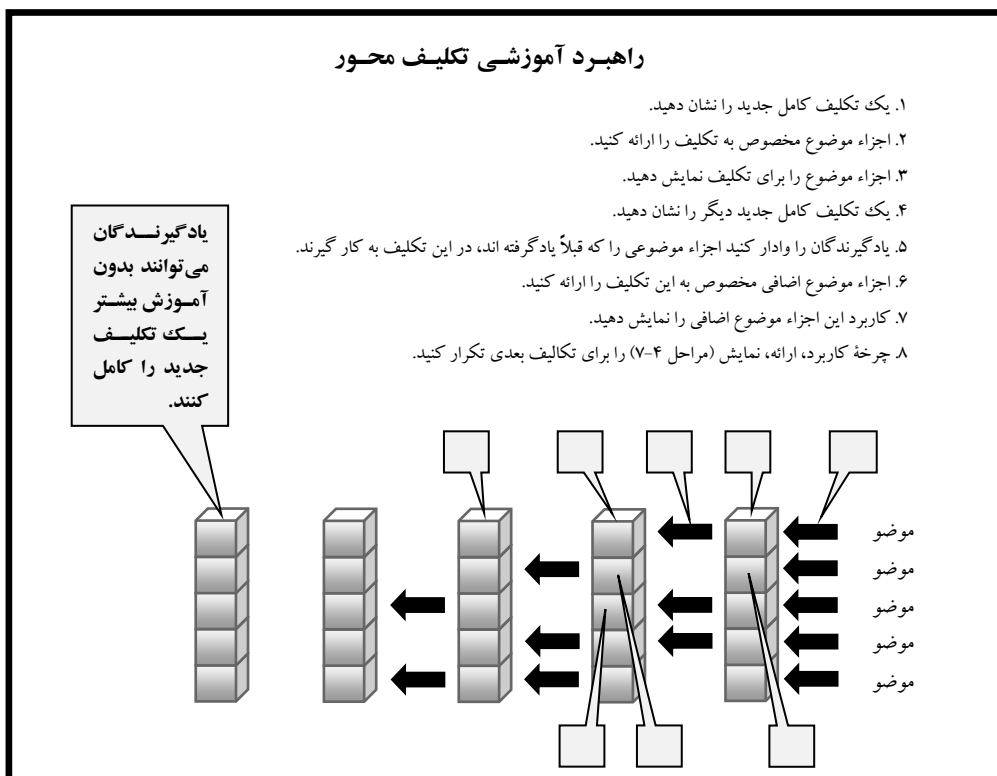 راهبرد آموزشی تکلیف محور
۱. یک تکلیف کامل جدید را نشان دهید.
۲. اجزاء موضوع مخصوص به تکلیف را ارائه کنید.
۳. اجزاء موضوع را برای تکلیف نمایش دهید.
۴. یک تکلیف کامل جدید دیگر را نشان دهید.
۵. یادگیرندگان را وادار کنید اجزاء موضوعی را که قبلاً یادگرفته اند، در این تکلیف به کار گیرند.
۶. اجزاء موضوع اضافی مخصوص به این تکلیف را ارائه کنید.
۷. کاربرد این اجزاء موضوع اضافی را نمایش دهید.
۸. چرخهٔ کاربرد، ارائه، نمایش (مراحل ۴-۷) را برای تکالیف بعدی تکرار کنید.
یادگیرنــدگان
می‌توانند بدون
آمــوزش بیشــتر
یــک تکلیــف
جدید را کامل
کنند.
موضو
موضو
موضو
موضو
موضو